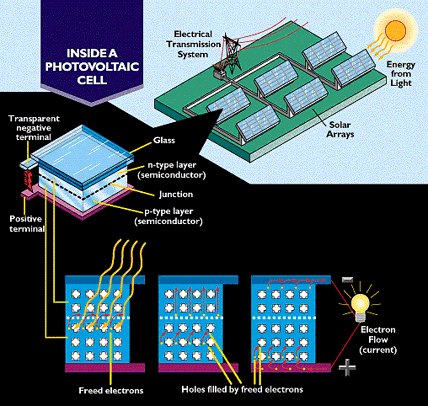 INSIDE A
PHOTOVOLTAIC
CELL
Electrical
Transmission
System
Energy
from
Light
Solar
Arrays
Transparent
negative
terminal
Glass
n-type layer
(semiconductor)
Junction
p-type layer
(semiconductor)
Positive
terminal
−
+
Electron
Flow
(current)
Freed electrons
Holes filled by freed electrons